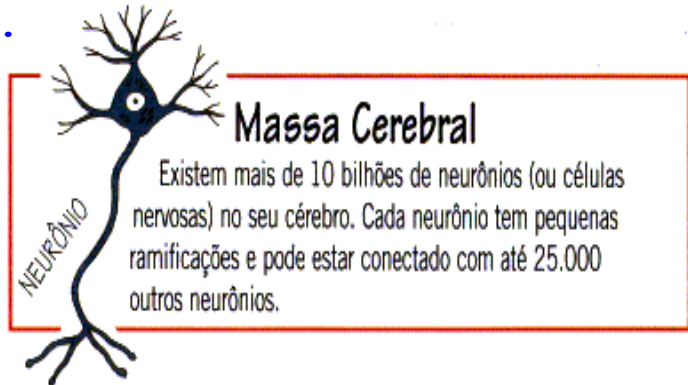 Massa Cerebral
Existem mais de 10 bilhões de neurônios (ou células
nervosas) no seu cérebro. Cada neurônio tem pequenas
ramificações e pode estar conectado com até 25.000
outros neurônios.
NEURÔNIO